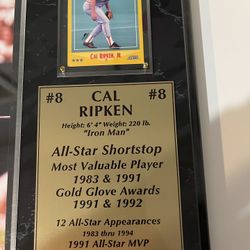 CAL RIPKEN, JR.
SCORE
#8 CAL #8
RIPKEN
Height: 6' 4" Weight: 220 lb.
"Iron Man"
All-Star Shortstop
Most Valuable Player
1983 & 1991
Gold Glove Awards
1991 & 1992
12 All-Star Appearances
1983 thru 1994
1991 All-Star MVP